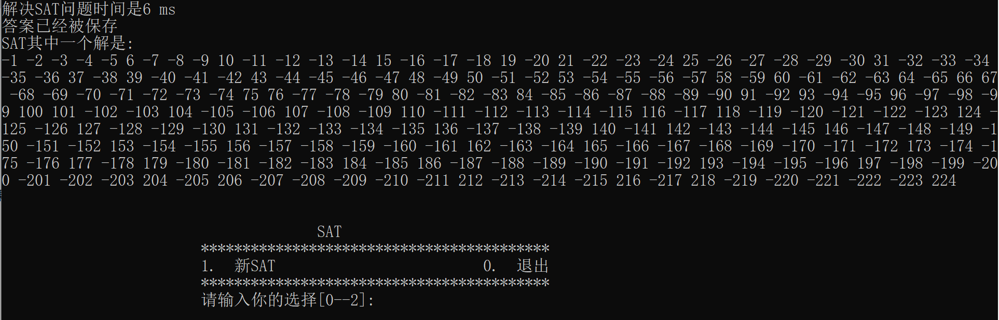 解决SAT问题时间是6 ms
答案已经被保存
SAT其中一个解是:
-1 -2 -3 -4 -5 6 -7 -8 -9 10 -11 -12 -13 -14 15 -16 -17 -18 19 -20 21 -22 -23 -24 25 -26 -27 -28 -29 -30 31 -32 -33 -34
-35 -36 37 -38 39 -40 -41 -42 43 -44 -45 -46 -47 48 -49 50 -51 -52 53 -54 -55 -56 -57 58 -59 60 -61 -62 -63 64 -65 66 67
-68 -69 -70 -71 -72 -73 -74 75 76 -77 -78 -79 80 -81 -82 -83 84 -85 -86 -87 -88 -89 -90 91 -92 93 -94 -95 96 -97 -98 -9
9 100 101 -102 -103 104 -105 -106 107 -108 -109 110 -111 -112 -113 -114 -115 116 -117 118 -119 -120 -121 -122 -123 124 -
125 -126 127 -128 -129 -130 131 -132 -133 -134 -135 136 -137 -138 -139 140 -141 142 -143 -144 -145 146 -147 -148 -149 -1
50 -151 -152 153 -154 -155 156 -157 -158 -159 -160 -161 162 -163 -164 165 -166 -167 -168 -169 -170 -171 -172 173 -174 -1
75 -176 177 -178 179 -180 -181 -182 -183 184 -185 186 -187 -188 -189 -190 -191 -192 193 -194 -195 -196 197 -198 -199 -20
0 -201 -202 -203 204 -205 206 -207 -208 -209 -210 -211 212 -213 -214 -215 216 -217 218 -219 -220 -221 -222 -223 224
SAT
******************************************
1. 新SAT 0. 退出
******************************************
请输入你的选择[0--2]: